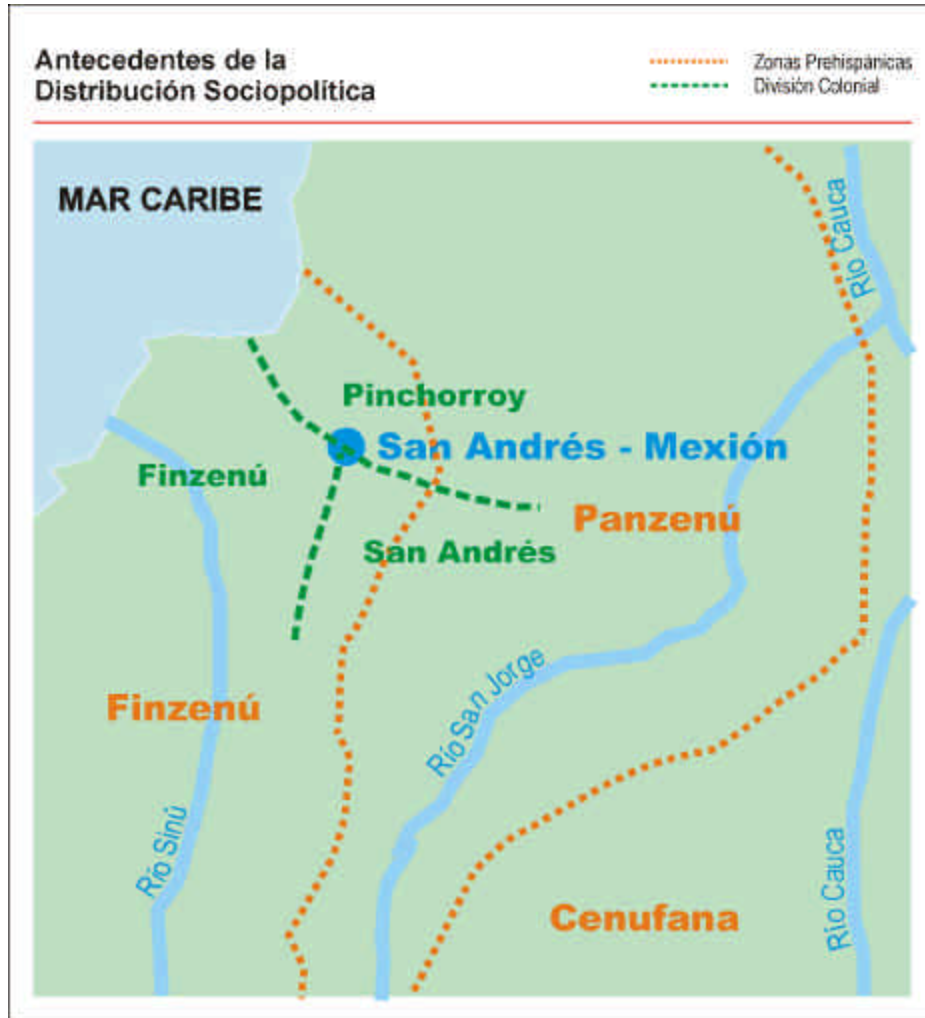 Antecedentes de la
Distribución Sociopolítica
Zonas Prehispánicas
División Colonial
MAR CARIBE
Río Cauca
Pinchorroy
San Andrés - Mexión
Finzenú
Panzenú
San Andrés
Río San Jorge
Finzenú
Río Sinú
Cenufana
Río Cauca